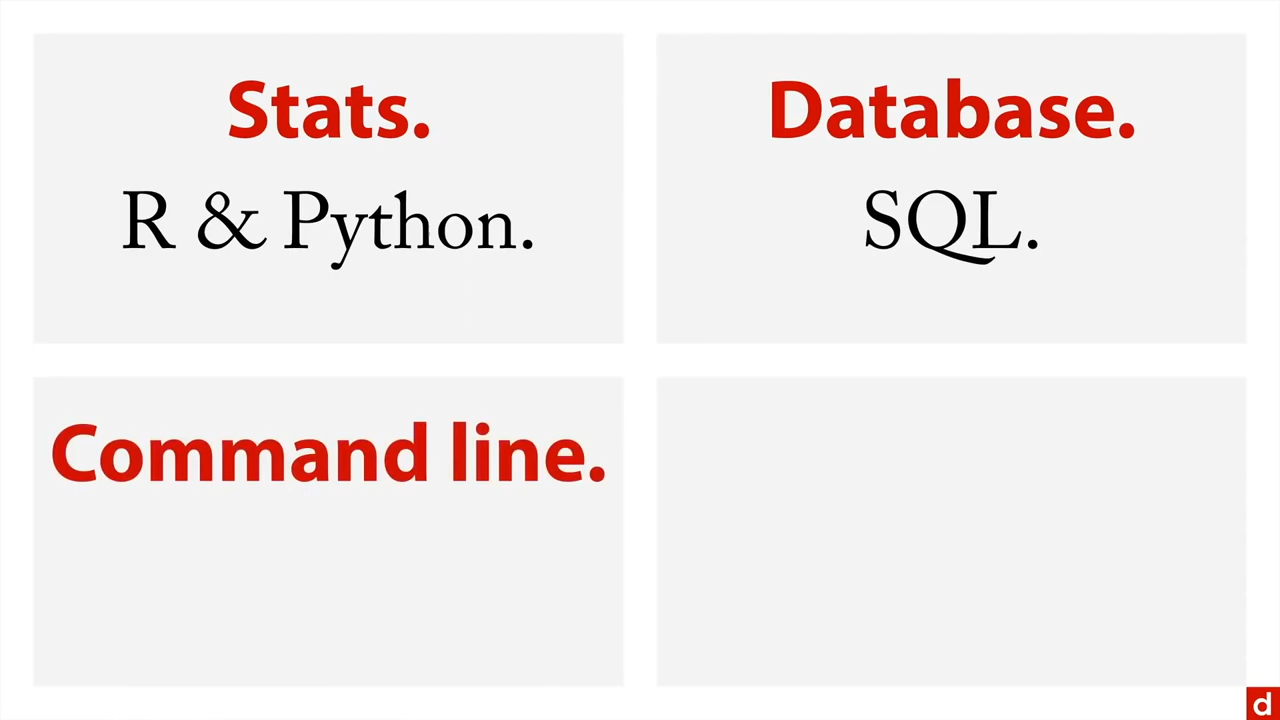 Stats.
R & Python.
Database.
SQL.
Command line.
d